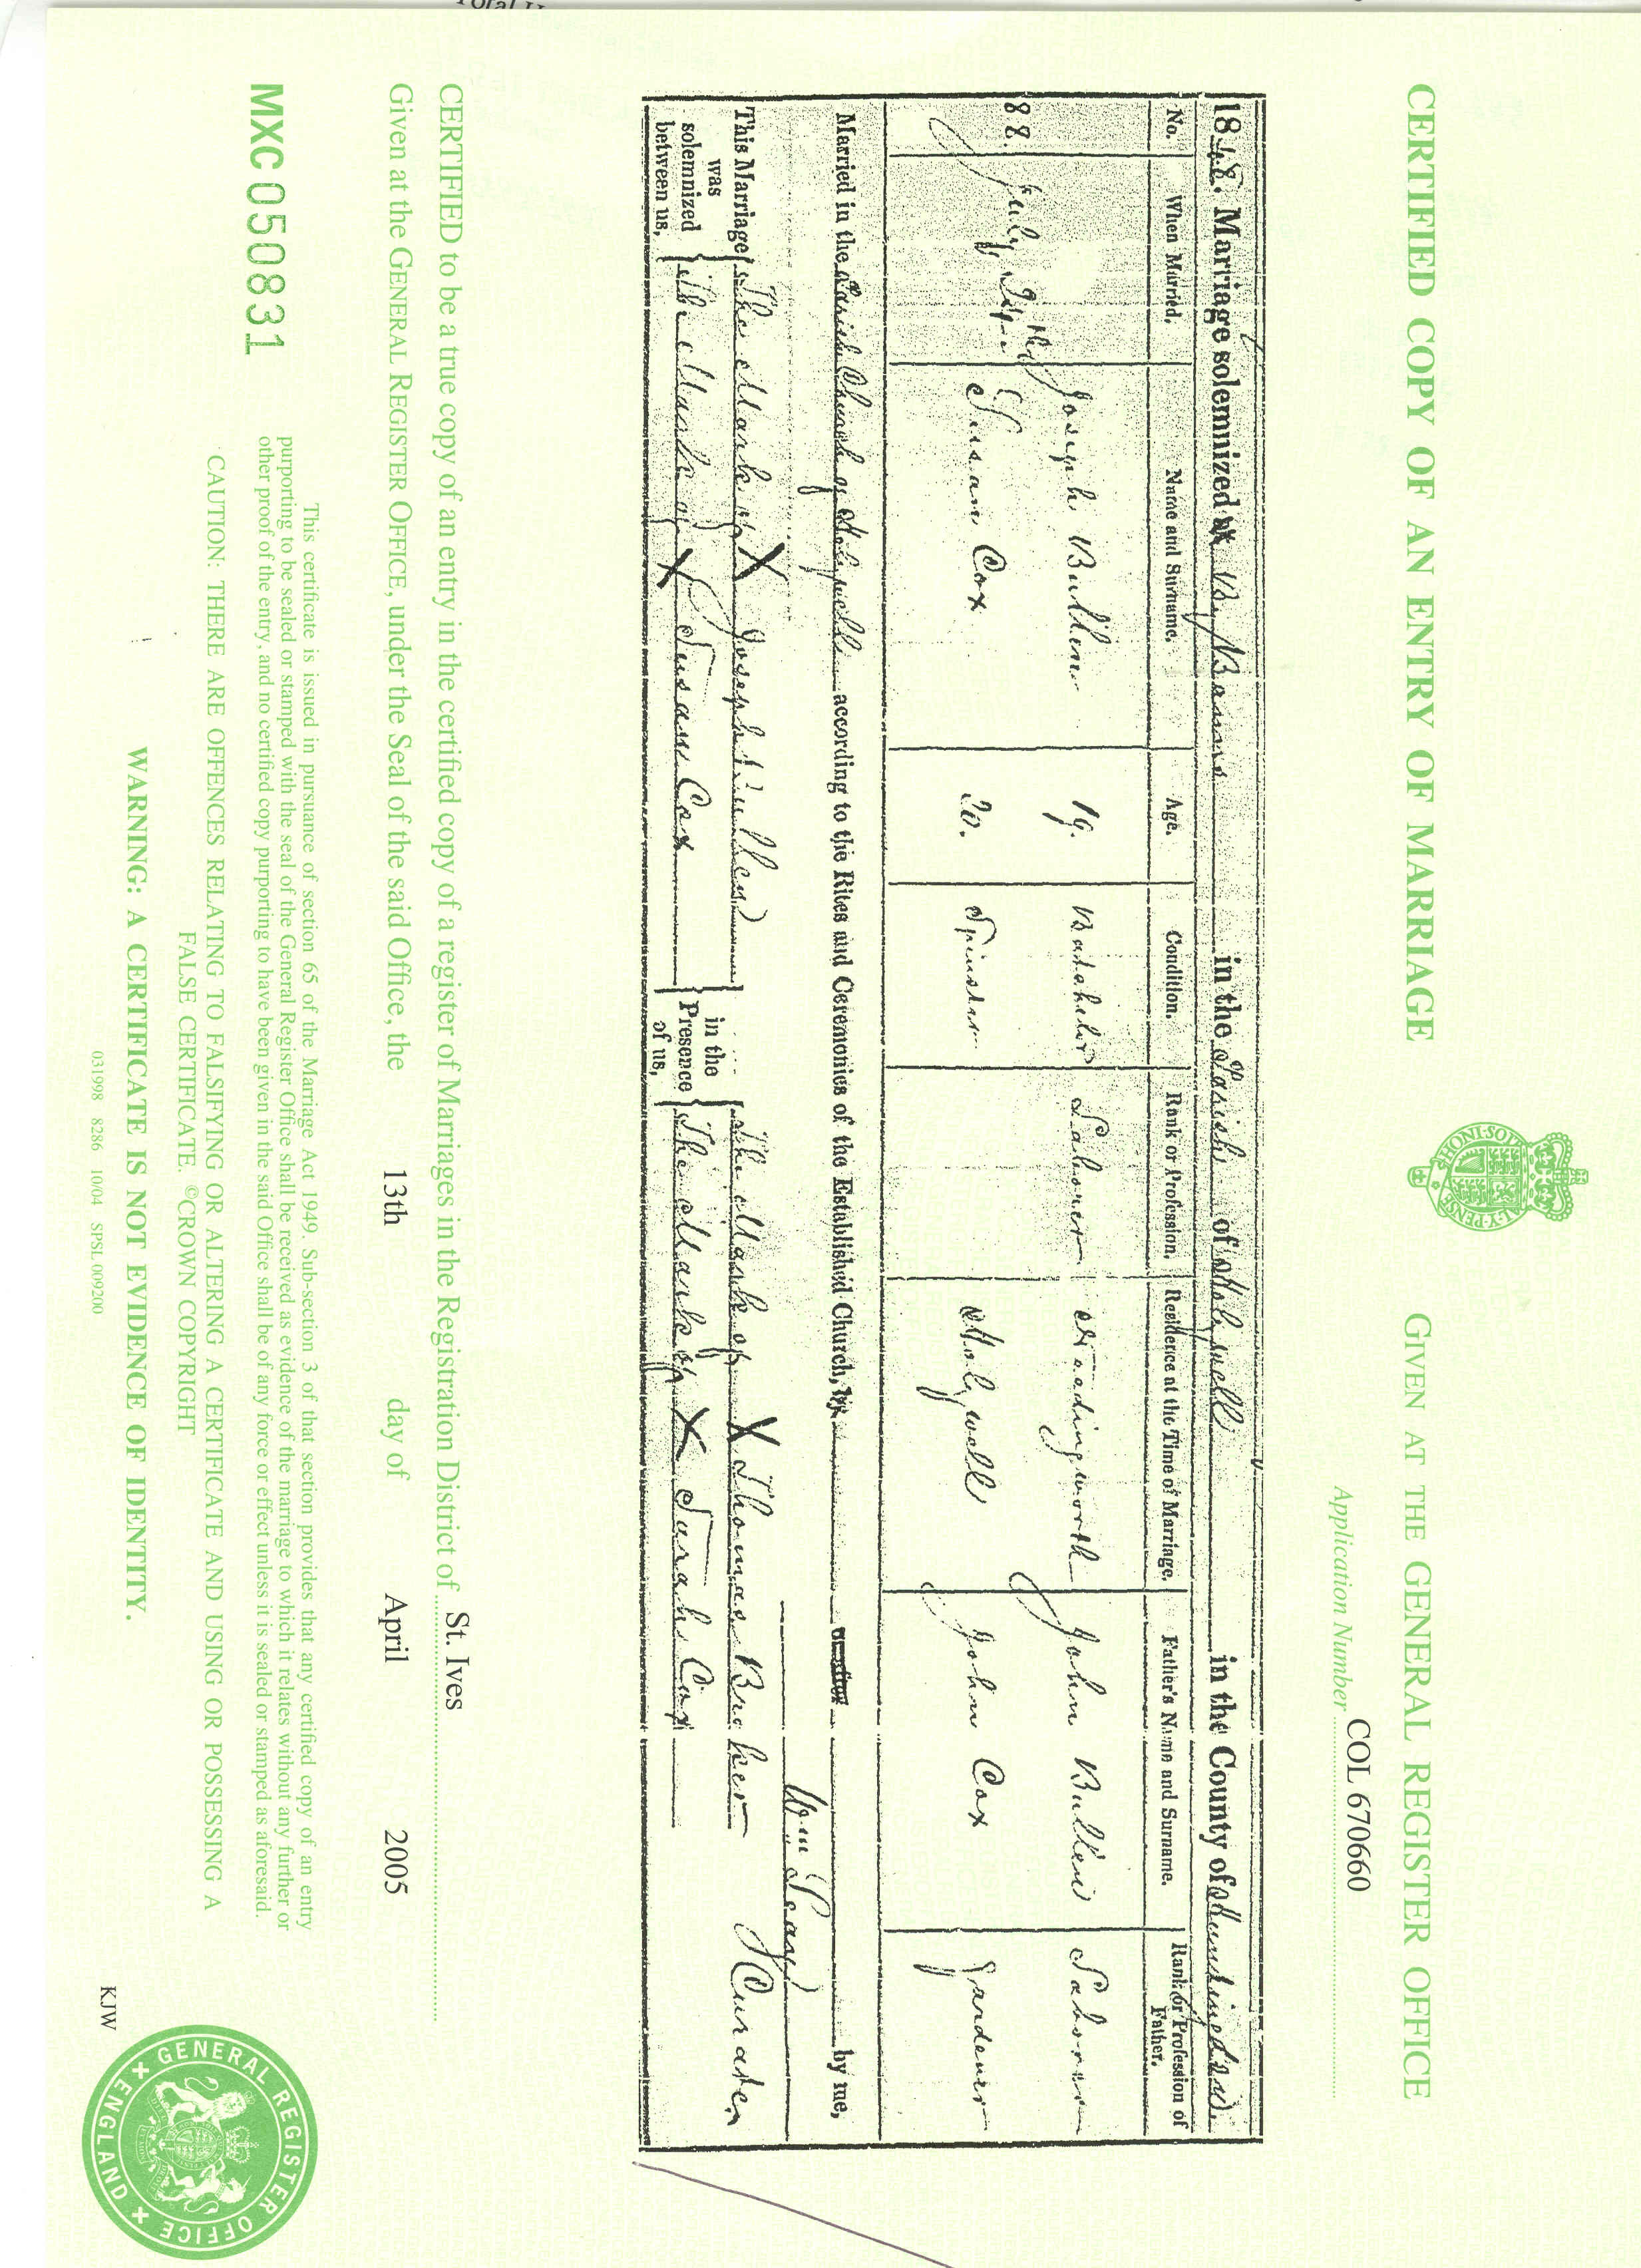 CERTIFIED COPY OF AN ENTRY OF MARRIAGE
GIVEN AT THE GENERAL REGISTER OFFICE
Application Number COL 670660
1848. Marriage solemnized by Banns in the Parish of Holywell in the County of Huntingdon.
No. When Married. Name and Surname. Age. Condition. Rank or Profession. Residence at the Time of Marriage. Father's Name and Surname. Rank or Profession of Father.
88. July Joseph Bullen 19. Bachelor Labourer Headingworth John Bullen Labourer
Susan Cox 20. Spinster Holywell John Cox Gardener
Married in the Parish Church of Holywell according to the Rites and Ceremonies of the Established Church, by me,
Curate
This Marriage was solemnized between us,
The Mark of X Joseph Bullen
The Mark of X Susan Cox
in the Presence of us,
The Mark of X Thomas
The Mark of X Sarah Cox
CERTIFIED to be a true copy of an entry in the certified copy of a register of Marriages in the Registration District of St. Ives
Given at the GENERAL REGISTER OFFICE, under the Seal of the said Office, the 13th day of April 2005
MXC 050831
This certificate is issued in pursuance of section 65 of the Marriage Act 1949. Sub-section 3 of that section provides that any certified copy of an entry
purporting to be sealed or stamped with the seal of the General Register Office shall be received as evidence of the marriage to which it relates without any further or
other proof of the entry, and no certified copy purporting to have been given in the said Office shall be of any force or effect unless it is sealed or stamped as aforesaid.
CAUTION: THERE ARE OFFENCES RELATING TO FALSIFYING OR ALTERING A CERTIFICATE AND USING OR POSSESSING A
FALSE CERTIFICATE. ©CROWN COPYRIGHT
WARNING: A CERTIFICATE IS NOT EVIDENCE OF IDENTITY.
031998 8286 10/04 SPSL 009200
KJW
GENERAL REGISTER OFFICE
ENGLAND